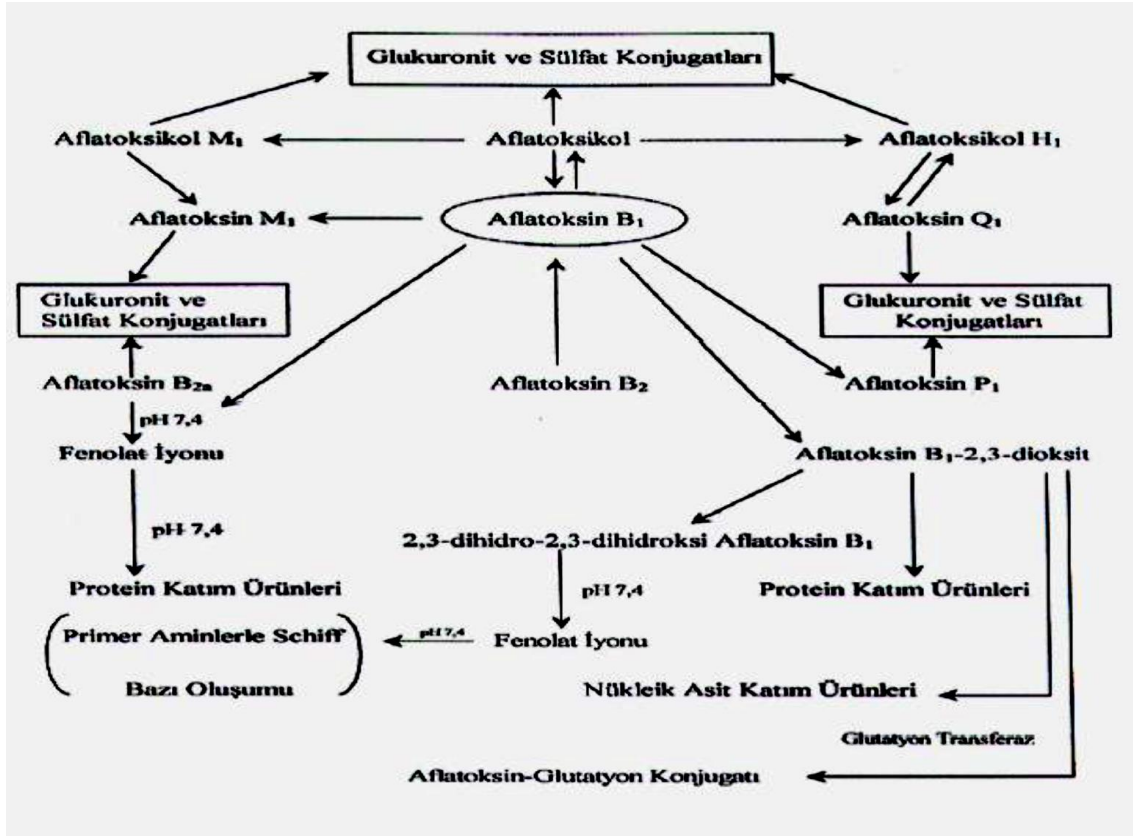 Glukuronit ve Sülfat Konjugatları
Aflatoksikol M₁
Aflatoksikol
Aflatoksikol H₁
Aflatoksin M₁
Aflatoksin B₁
Aflatoksin Q₁
Glukuronit ve
Sülfat Konjugatları
Glukuronit ve Sülfat
Konjugatları
Aflatoksin B₂ₐ
Aflatoksin B₂
Aflatoksin P₁
pH 7,4
Fenolat İyonu
Aflatoksin B₁-2,3-dioksit
pH 7,4
2,3-dihidro-2,3-dihidroksi Aflatoksin B₁
Protein Katım Ürünleri
pH 7,4
Protein Katım Ürünleri
Primer Aminlerle Schiff
pH 7,4
Fenolat İyonu
Bazı Oluşumu
Nükleik Asit Katım Ürünleri
Glutatyon Transferaz
Aflatoksin-Glutatyon Konjugatı